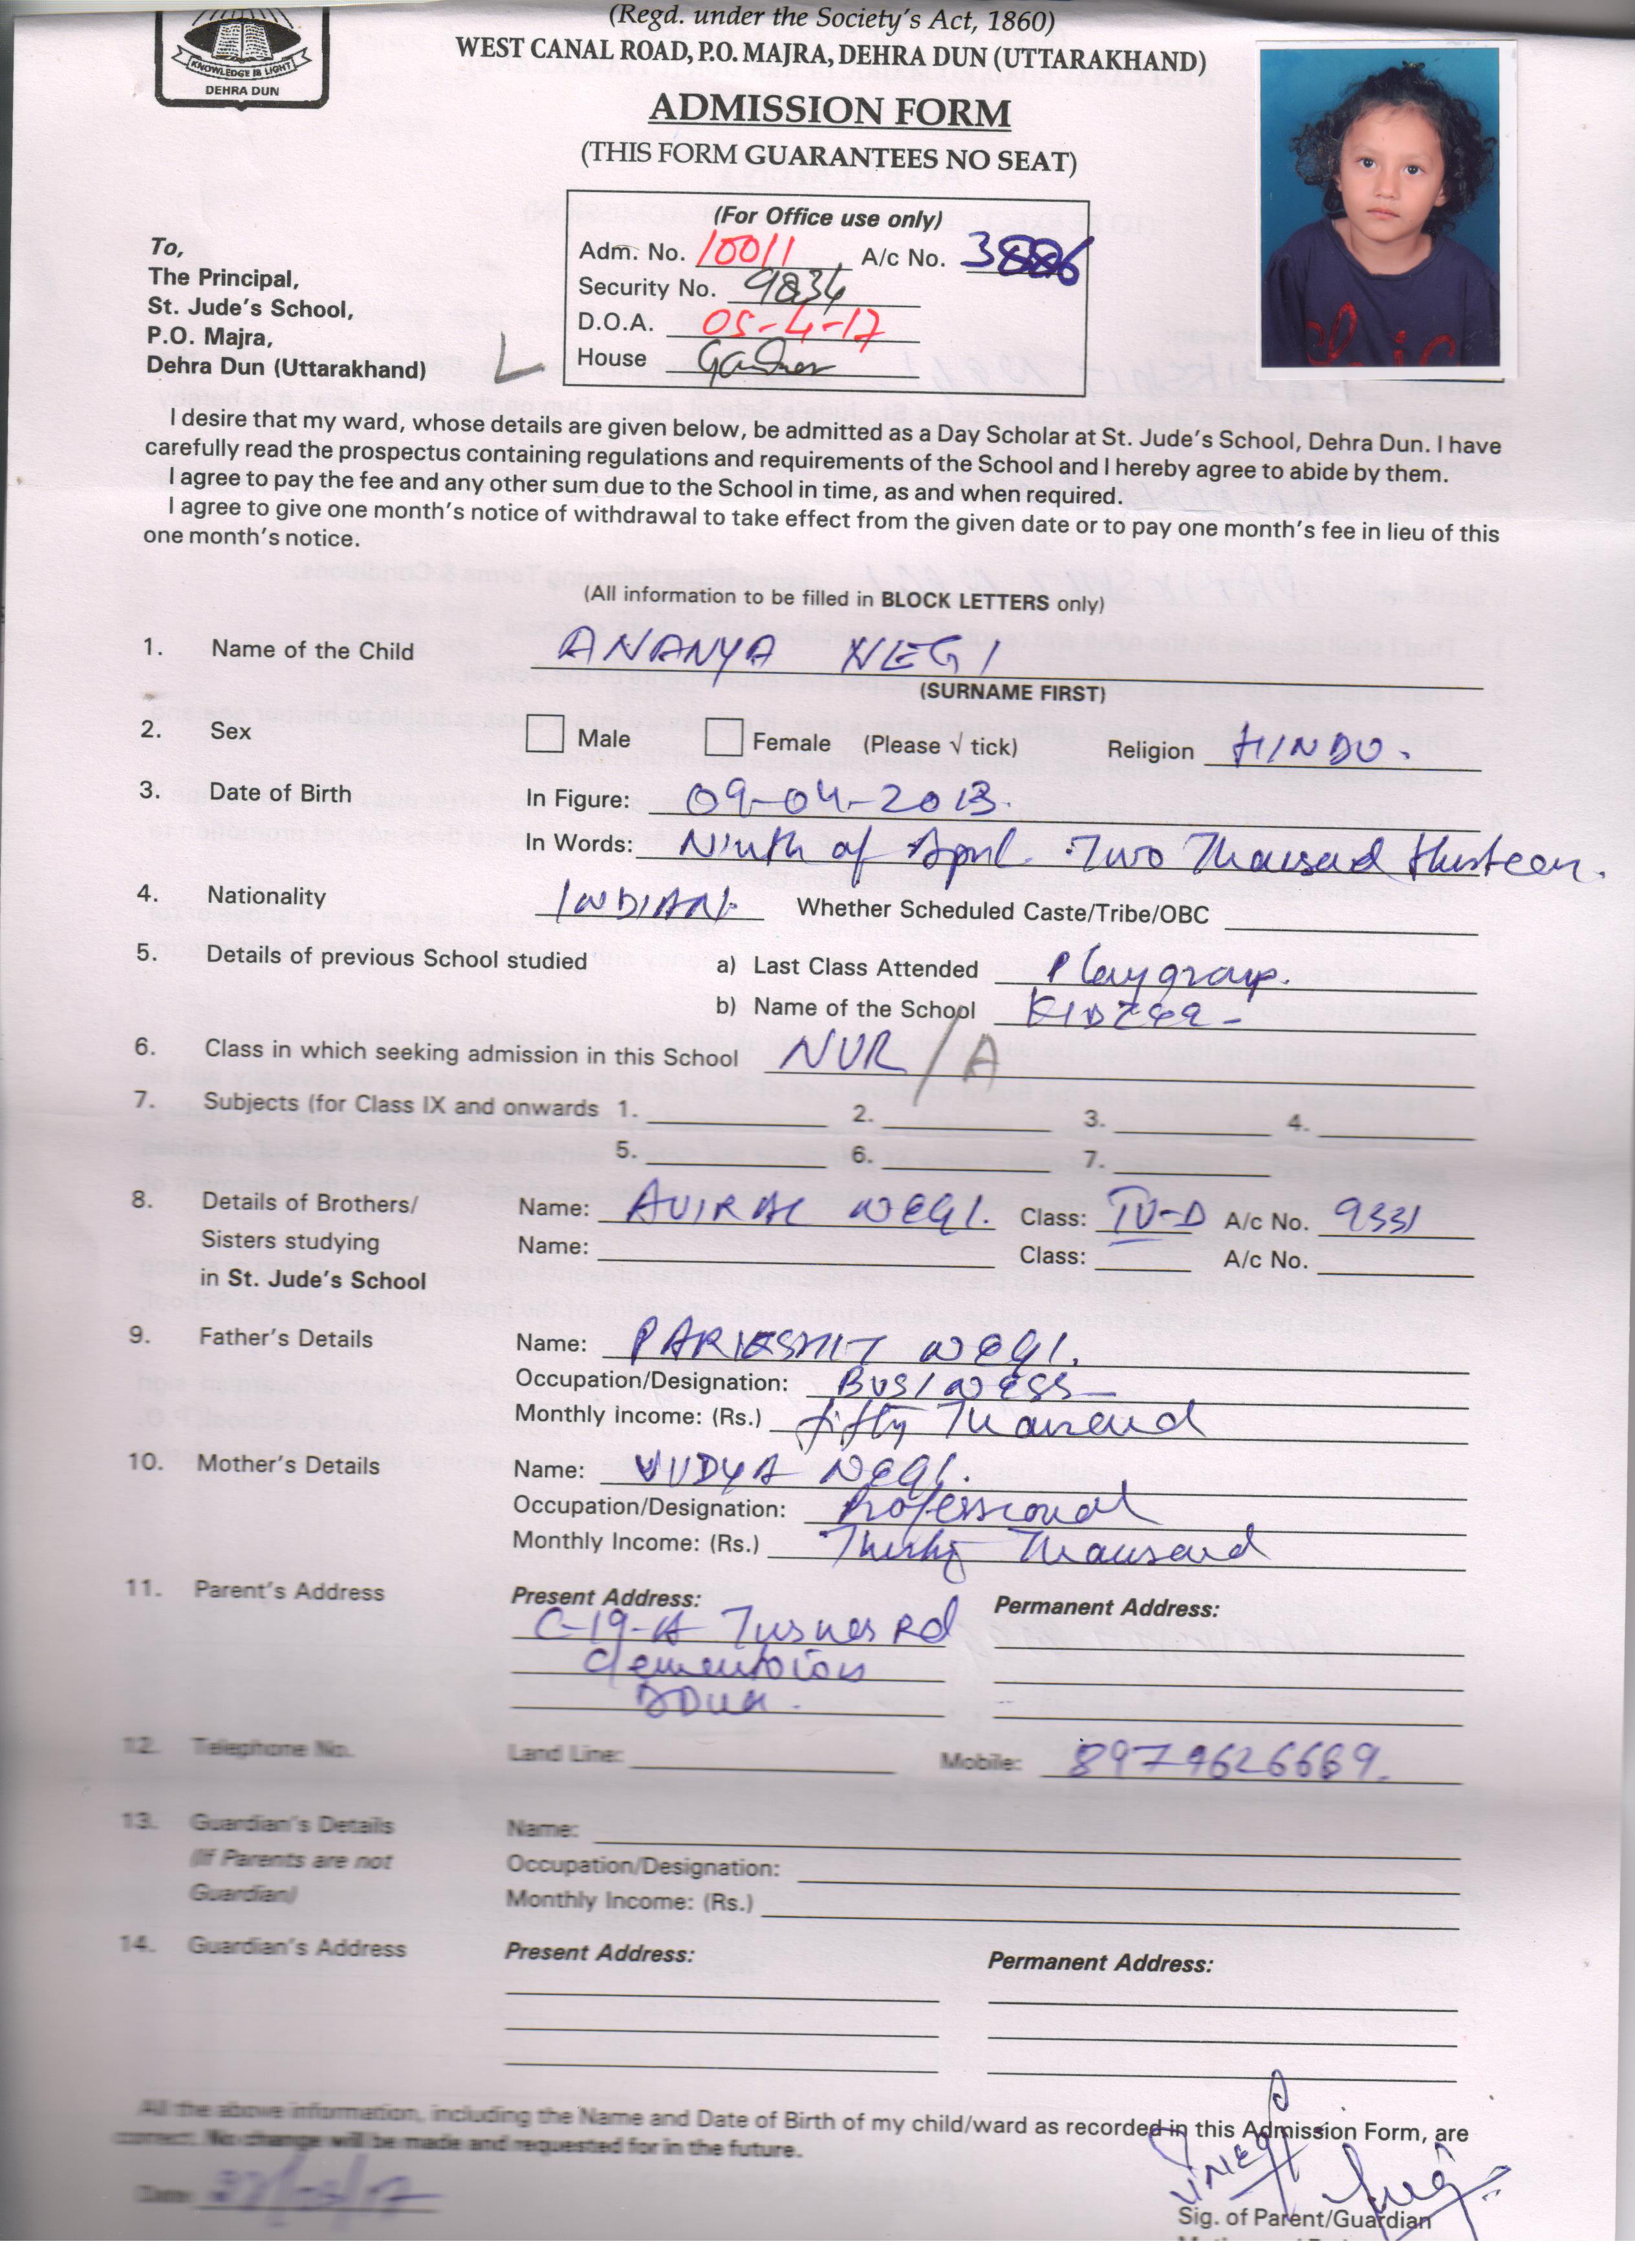 (Regd. under the Society's Act, 1860)
WEST CANAL ROAD, P.O. MAJRA, DEHRA DUN (UTTARAKHAND)
KNOWLEDGE IS LIGHT
DEHRA DUN
ADMISSION FORM
(THIS FORM GUARANTEES NO SEAT)
(For Office use only)
Adm. No. 10011 A/c No. 3886
Security No. 9834
D.O.A. 05-4-17
House
To,
The Principal,
St. Jude's School,
P.O. Majra,
Dehra Dun (Uttarakhand)
I desire that my ward, whose details are given below, be admitted as a Day Scholar at St. Jude's School, Dehra Dun. I have
carefully read the prospectus containing regulations and requirements of the School and I hereby agree to abide by them.
I agree to pay the fee and any other sum due to the School in time, as and when required.
I agree to give one month's notice of withdrawal to take effect from the given date or to pay one month's fee in lieu of this
one month's notice.
(All information to be filled in BLOCK LETTERS only)
1. Name of the Child ANANYA NEGI
(SURNAME FIRST)
2. Sex Male Female (Please √ tick) Religion HINDU.
3. Date of Birth In Figure: 09-04-2013.
In Words: Ninth of April Two Thousand thirteen.
4. Nationality INDIAN. Whether Scheduled Caste/Tribe/OBC
5. Details of previous School studied a) Last Class Attended Playgroup.
b) Name of the School KIDZEE -
6. Class in which seeking admission in this School NUR/A
7. Subjects (for Class IX and onwards 1. 2. 3. 4.
5. 6. 7.
8. Details of Brothers/ Name: AVIRAL NEGI. Class: IV-D A/c No. 9331
Sisters studying Name: Class: A/c No.
in St. Jude's School
9. Father's Details Name: PARIKSHIT NEGI.
Occupation/Designation: BUSINESS -
Monthly Income: (Rs.) fifty Thousand
10. Mother's Details Name: VIDYA NEGI.
Occupation/Designation: Professional
Monthly Income: (Rs.) Thirty Thousand
11. Parent's Address Present Address: Permanent Address:
C-19-A Turner Rd
Clementown
DDun.
12. Telephone No. Land Line: Mobile: 8979626669.
13. Guardian's Details Name:
(If Parents are not Occupation/Designation:
Guardian) Monthly Income: (Rs.)
14. Guardian's Address Present Address: Permanent Address:
All the above information, including the Name and Date of Birth of my child/ward as recorded in this Admission Form, are
correct. No change will be made and requested for in the future.
Date:
VNEGI
Sig. of Parent/Guardian